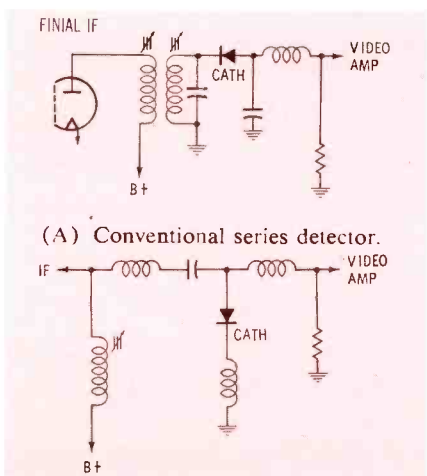 FINIAL IF
VIDEO AMP
CATH
B+
(A) Conventional series detector.
IF
VIDEO AMP
CATH
B+